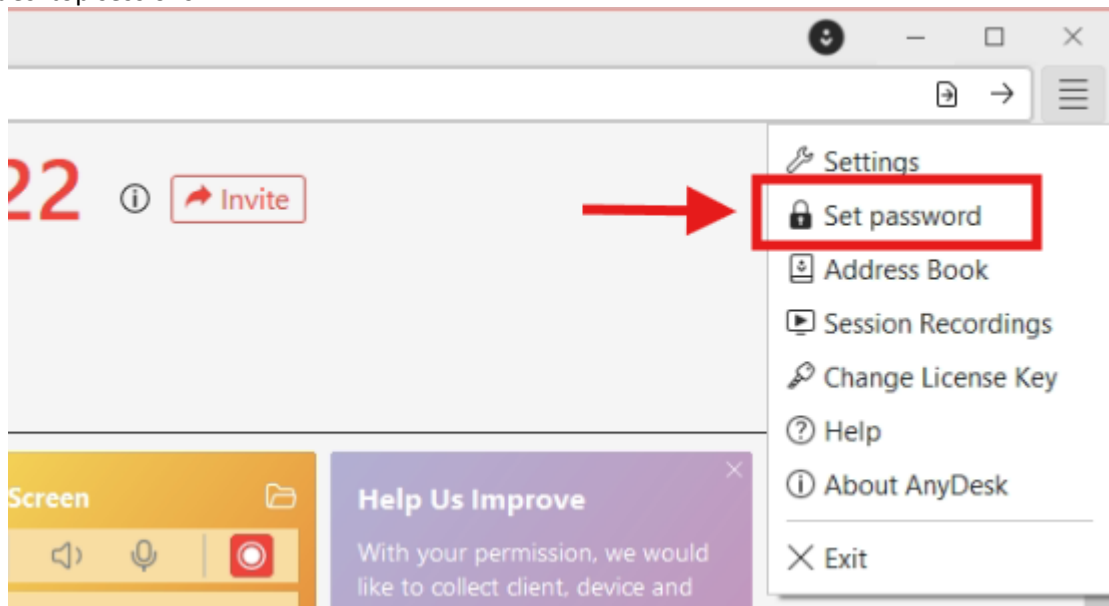 22
Invite
Settings
Set password
Address Book
Session Recordings
Change License Key
Help
About AnyDesk
Exit
Screen
Help Us Improve
With your permission, we would
like to collect client, device and